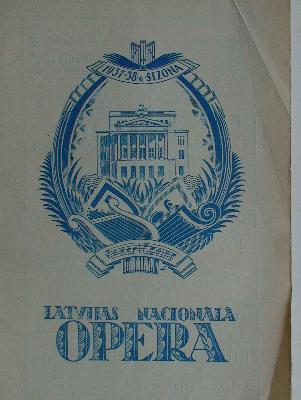 1937-38.g. SEZONA
LATVIJAS NACIONALĀ
OPERA